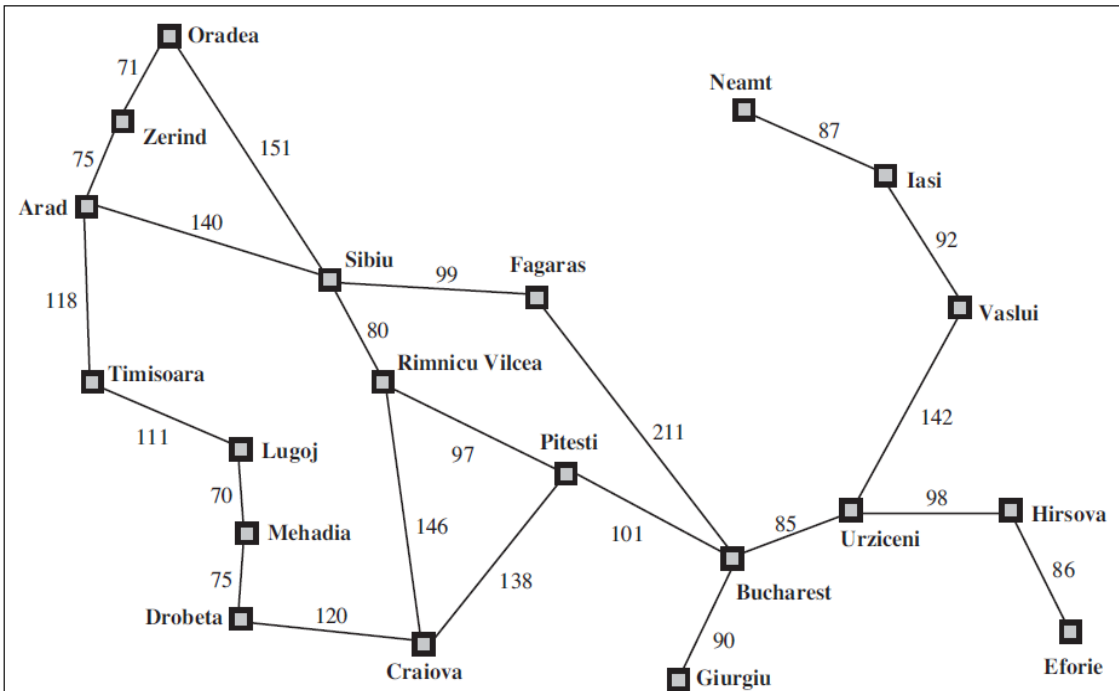 Oradea
71
Neamt
87
Zerind
151
75
Iasi
Arad
140
92
Sibiu
Fagaras
99
118
Vaslui
80
Rimnicu Vilcea
Timisoara
142
111
211
Lugoj
97
Pitesti
70
98
Hirsova
Mehadia
146
101
85
Urziceni
86
75
138
Bucharest
Drobeta
120
90
Craiova
Giurgiu
Eforie